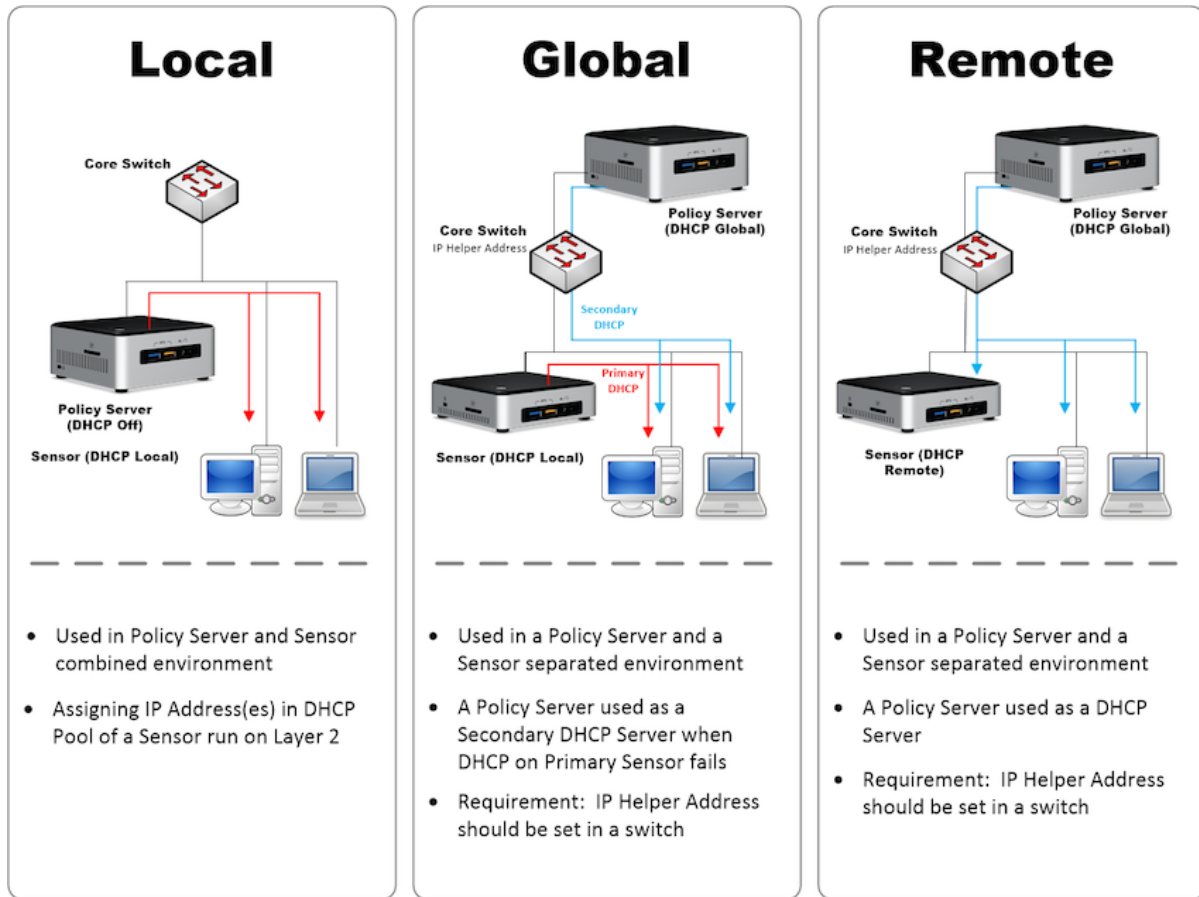 Local
Core Switch
Policy Server
(DHCP Off)
Sensor (DHCP Local)
• Used in Policy Server and Sensor
combined environment
• Assigning IP Address(es) in DHCP
Pool of a Sensor run on Layer 2
Global
Policy Server
(DHCP Global)
Core Switch
IP Helper Address
Secondary
DHCP
Primary
DHCP
Sensor (DHCP Local)
• Used in a Policy Server and a
Sensor separated environment
• A Policy Server used as a
Secondary DHCP Server when
DHCP on Primary Sensor fails
• Requirement: IP Helper Address
should be set in a switch
Remote
Policy Server
(DHCP Global)
Core Switch
IP Helper Address
Sensor (DHCP
Remote)
• Used in a Policy Server and a
Sensor separated environment
• A Policy Server used as a DHCP
Server
• Requirement: IP Helper Address
should be set in a switch